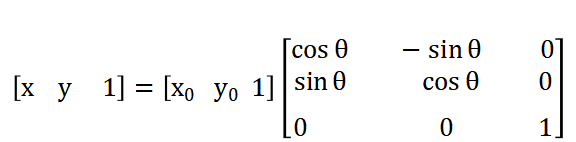 [cos θ − sin θ 0]
[x y 1] = [x₀ y₀ 1] [sin θ cos θ 0]
[0 0 1]